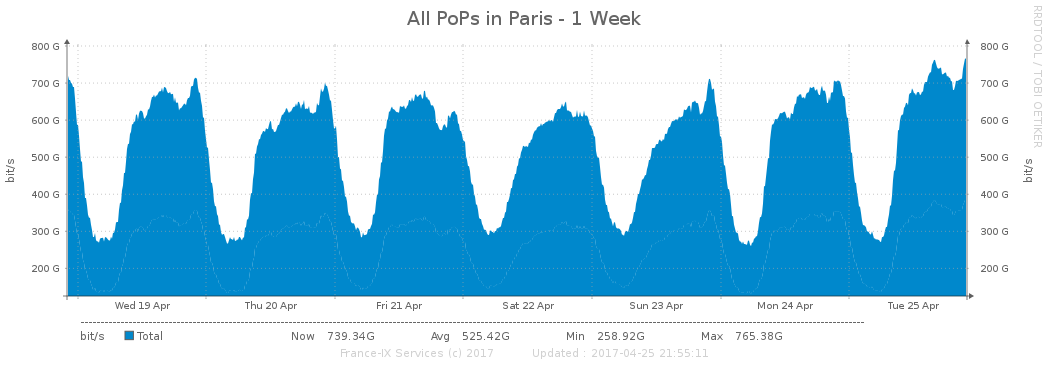 All PoPs in Paris - 1 Week
RRDTOOL / TOBI OETIKER
800 G 800 G
700 G 700 G
600 G 600 G
500 G 500 G
400 G 400 G
300 G 300 G
200 G 200 G
bit/s
bit/s
Wed 19 Apr Thu 20 Apr Fri 21 Apr Sat 22 Apr Sun 23 Apr Mon 24 Apr Tue 25 Apr
bit/s Total Now 739.34G Avg 525.42G Min 258.92G Max 765.38G
France-IX Services (c) 2017 Updated : 2017-04-25 21:55:11